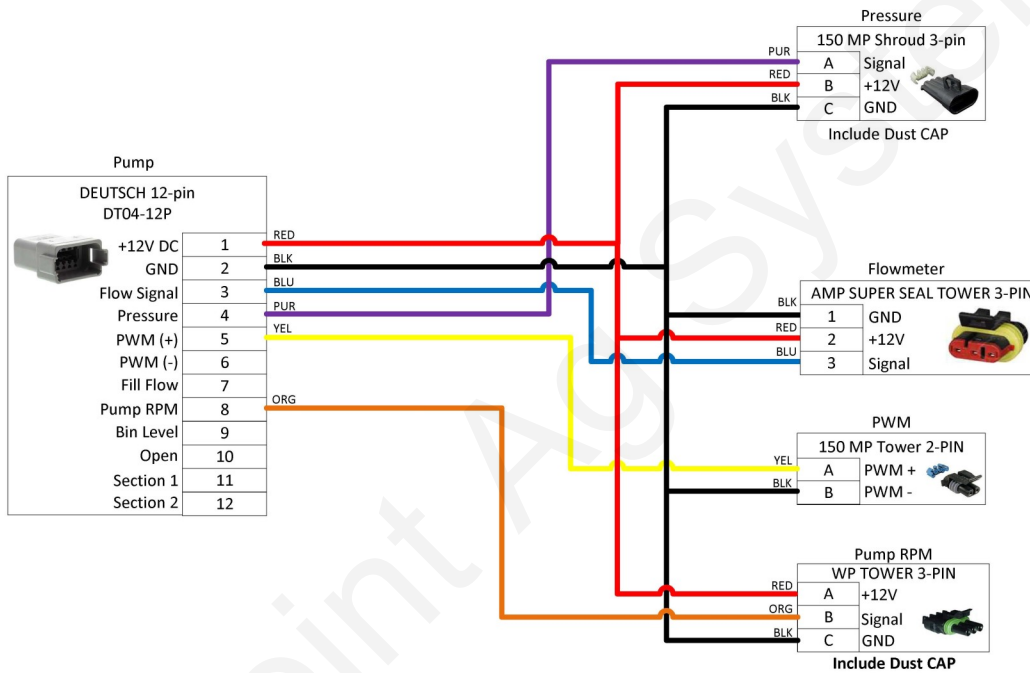 Pump
DEUTSCH 12-pin
DT04-12P
+12V DC 1 RED
GND 2 BLK
Flow Signal 3 BLU
Pressure 4 PUR
PWM (+) 5 YEL
PWM (-) 6
Fill Flow 7
Pump RPM 8 ORG
Bin Level 9
Open 10
Section 1 11
Section 2 12
Pressure
150 MP Shroud 3-pin
PUR A Signal
RED B +12V
BLK C GND
Include Dust CAP
Flowmeter
AMP SUPER SEAL TOWER 3-PIN
BLK 1 GND
RED 2 +12V
BLU 3 Signal
PWM
150 MP Tower 2-PIN
YEL A PWM +
BLK B PWM -
Pump RPM
WP TOWER 3-PIN
RED A +12V
ORG B Signal
BLK C GND
Include Dust CAP
oint Ag System